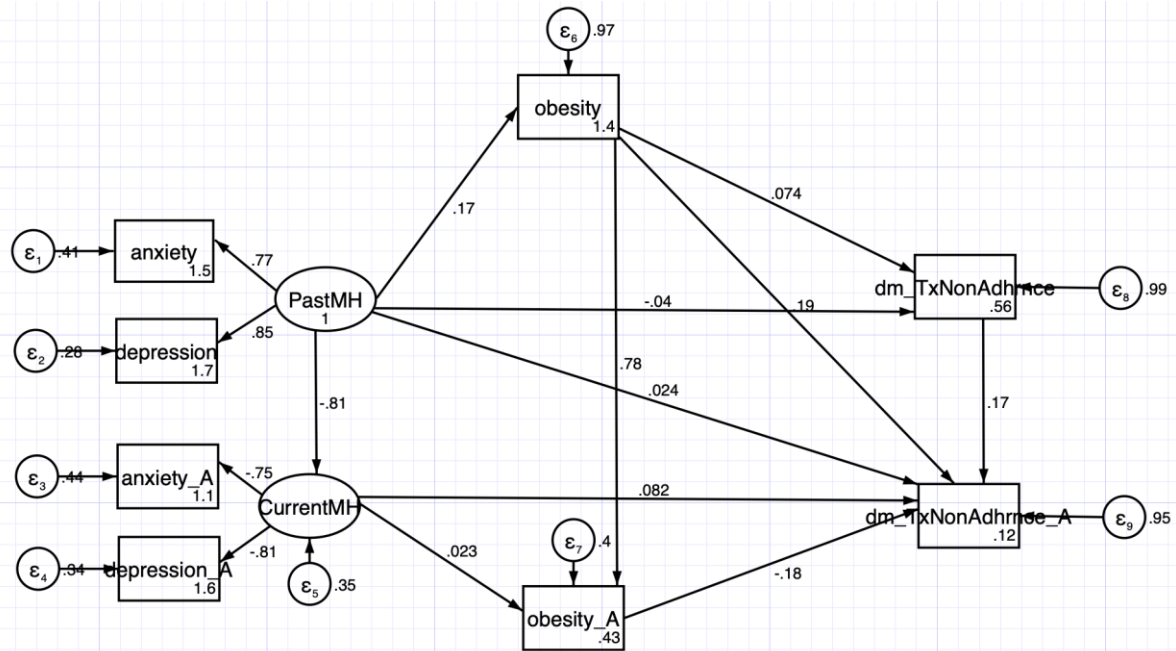 ε6 .97
obesity
1.4
.17
.074
ε1 .41
anxiety
1.5
.77
PastMH
1
dm_TxNonAdhrnce
.56
ε8 .99
-.04
.19
ε2 .28
depression
1.7
.85
.78
.024
-.81
.17
ε3 .44
anxiety_A
1.1
-.75
CurrentMH
.082
dm_TxNonAdhrnce_A
.12
ε9 .95
ε4 .34
depression_A
1.6
-.81
ε5 .35
.023
ε7 .4
-.18
obesity_A
.43